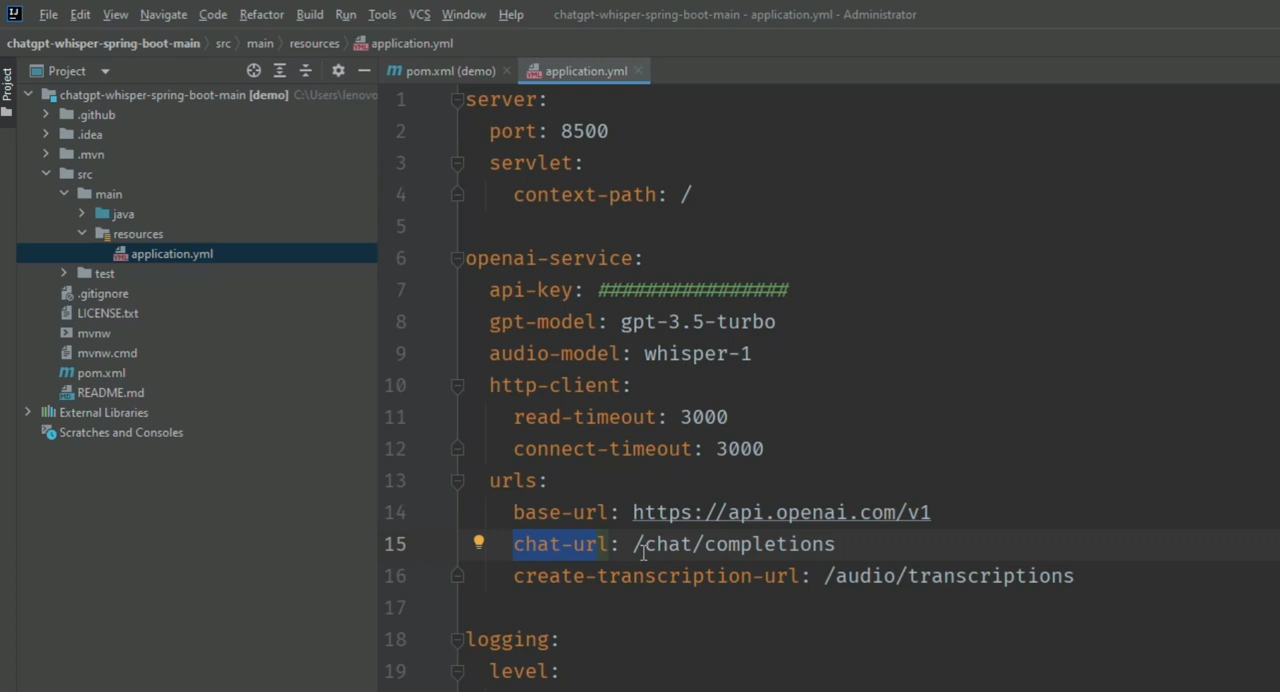 File Edit View Navigate Code Refactor Build Run Tools VCS Window Help chatgpt-whisper-spring-boot-main - application.yml - Administrator
chatgpt-whisper-spring-boot-main src main resources application.yml
Project
Project
pom.xml (demo) application.yml
chatgpt-whisper-spring-boot-main [demo] C:\Users\lenovo
.github
.idea
.mvn
src
main
java
resources
application.yml
test
.gitignore
LICENSE.txt
mvnw
mvnw.cmd
pom.xml
README.md
External Libraries
Scratches and Consoles
1 server:
2 port: 8500
3 servlet:
4 context-path: /
5
6 openai-service:
7 api-key: ################
8 gpt-model: gpt-3.5-turbo
9 audio-model: whisper-1
10 http-client:
11 read-timeout: 3000
12 connect-timeout: 3000
13 urls:
14 base-url: https://api.openai.com/v1
15 chat-url: /chat/completions
16 create-transcription-url: /audio/transcriptions
17
18 logging:
19 level: